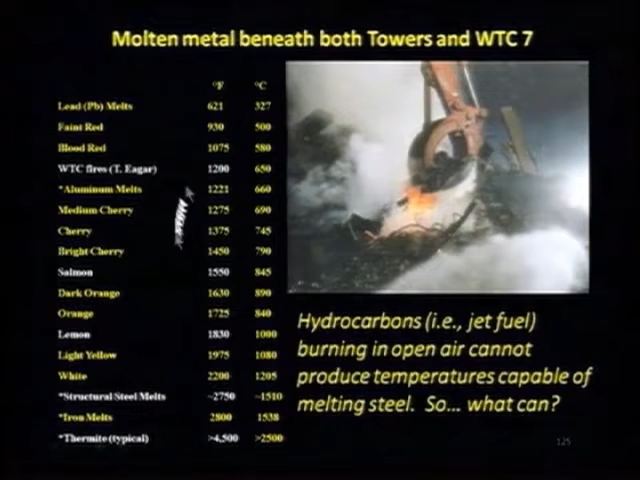 Molten metal beneath both Towers and WTC 7
°F °C
Lead (Pb) Melts 621 327
Faint Red 930 500
Blood Red 1075 580
WTC fires (T. Eagar) 1200 650
*Aluminum Melts 1221 660
Medium Cherry 1275 690
Cherry 1375 745
Bright Cherry 1450 790
Salmon 1550 845
Dark Orange 1630 890
Orange 1725 840
Lemon 1830 1000
Light Yellow 1975 1080
White 2200 1205
*Structural Steel Melts ~2750 ~1510
*Iron Melts 2800 1538
*Thermite (typical) >4,500 >2500
Hydrocarbons (i.e., jet fuel)
burning in open air cannot
produce temperatures capable of
melting steel. So... what can?
125